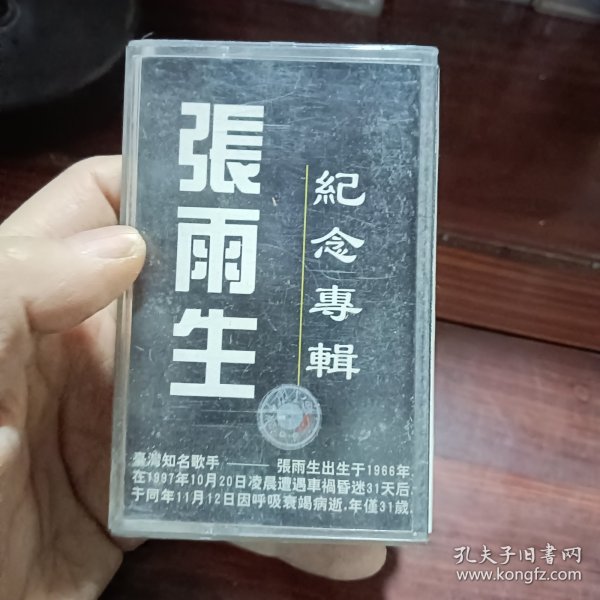 張雨生
紀念專輯
臺灣知名歌手——張雨生出生于1966年.
在1997年10月20日凌晨遭遇車禍昏迷31天后
于同年11月12日因呼吸衰竭病逝.年僅31歲.
孔夫子旧書网
www.kongfz.com